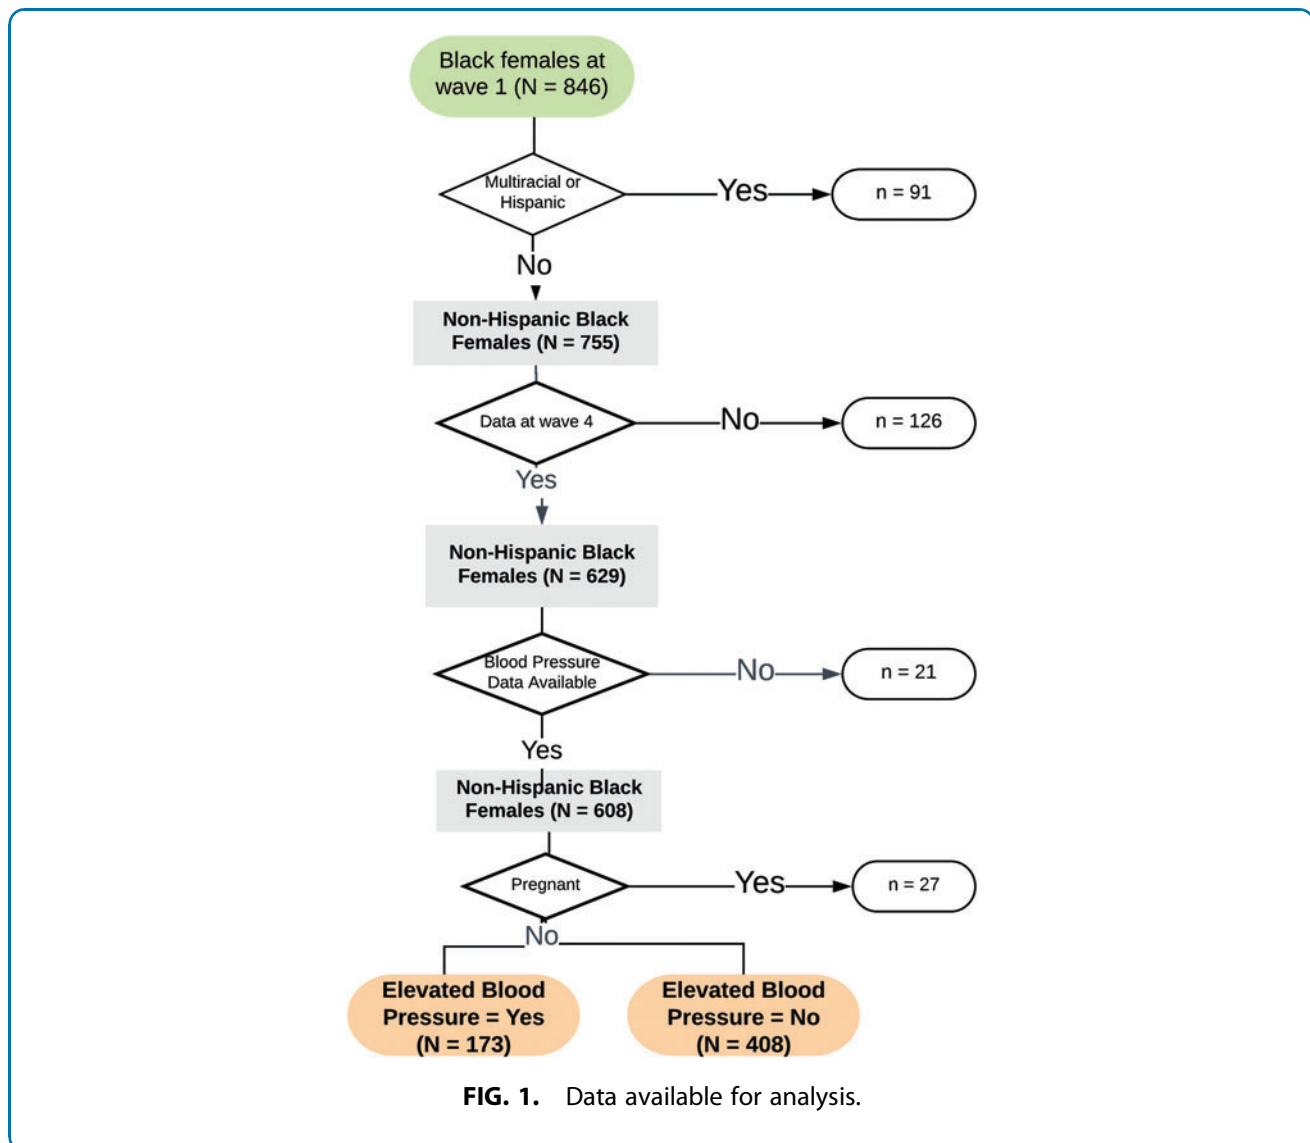 Black females at
wave 1 (N = 846)
Multiracial or
Hispanic
Yes
n = 91
No
Non-Hispanic Black
Females (N = 755)
Data at wave 4
No
n = 126
Yes
Non-Hispanic Black
Females (N = 629)
Blood Pressure
Data Available
No
n = 21
Yes
Non-Hispanic Black
Females (N = 608)
Pregnant
Yes
n = 27
No
Elevated Blood
Pressure = Yes
(N = 173)
Elevated Blood
Pressure = No
(N = 408)
FIG. 1. Data available for analysis.